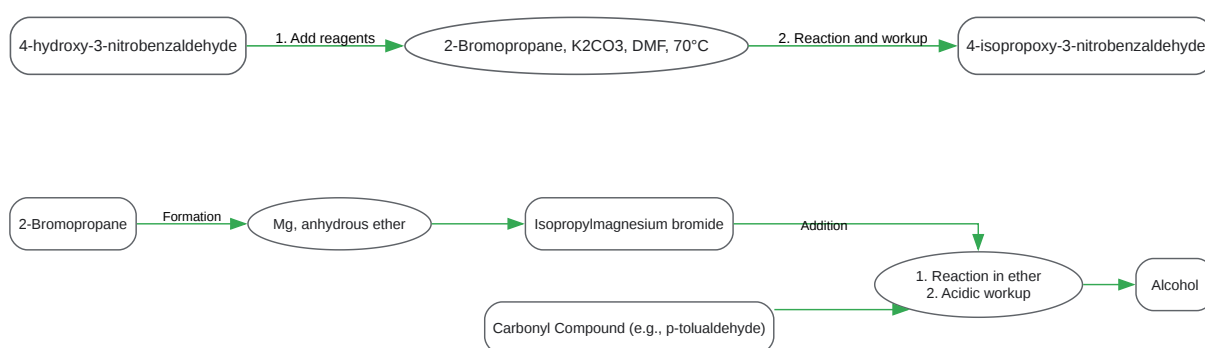 4-hydroxy-3-nitrobenzaldehyde
1. Add reagents
2-Bromopropane, K2CO3, DMF, 70°C
2. Reaction and workup
4-isopropoxy-3-nitrobenzaldehyde
2-Bromopropane
Formation
Mg, anhydrous ether
Isopropylmagnesium bromide
Addition
1. Reaction in ether
2. Acidic workup
Alcohol
Carbonyl Compound (e.g., p-tolualdehyde)